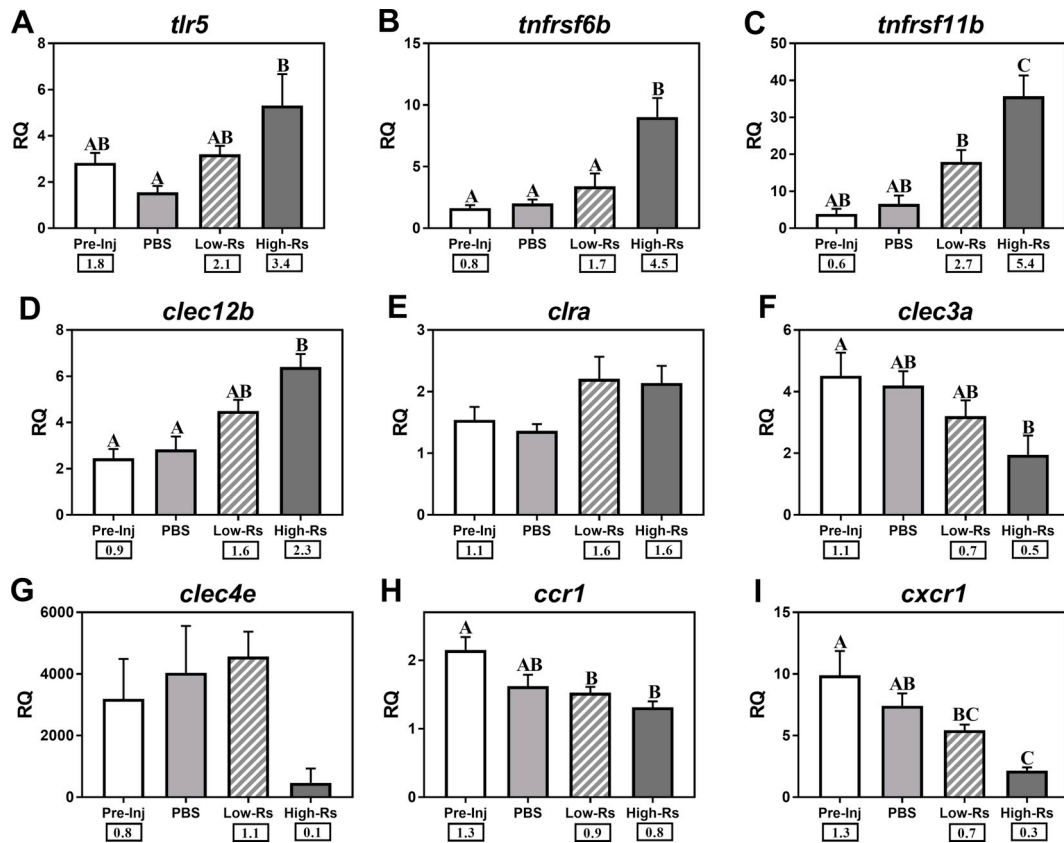 A
tlr5
RQ
8
6
4
2
0
AB
A
AB
B
Pre-Inj PBS Low-Rs High-Rs
1.8 2.1 3.4
B
tnfrsf6b
RQ
15
10
5
0
A
A
A
B
Pre-Inj PBS Low-Rs High-Rs
0.8 1.7 4.5
C
tnfrsf11b
RQ
50
40
30
20
10
0
AB
AB
B
C
Pre-Inj PBS Low-Rs High-Rs
0.6 2.7 5.4
D
clec12b
RQ
8
6
4
2
0
A
A
AB
B
Pre-Inj PBS Low-Rs High-Rs
0.9 1.6 2.3
E
clra
RQ
3
2
1
0
Pre-Inj PBS Low-Rs High-Rs
1.1 1.6 1.6
F
clec3a
RQ
6
4
2
0
A
AB
AB
B
Pre-Inj PBS Low-Rs High-Rs
1.1 0.7 0.5
G
clec4e
RQ
6000
4000
2000
0
Pre-Inj PBS Low-Rs High-Rs
0.8 1.1 0.1
H
ccr1
RQ
2
1
0
A
AB
B
B
Pre-Inj PBS Low-Rs High-Rs
1.3 0.9 0.8
I
cxcr1
RQ
15
10
5
0
A
AB
BC
C
Pre-Inj PBS Low-Rs High-Rs
1.3 0.7 0.3